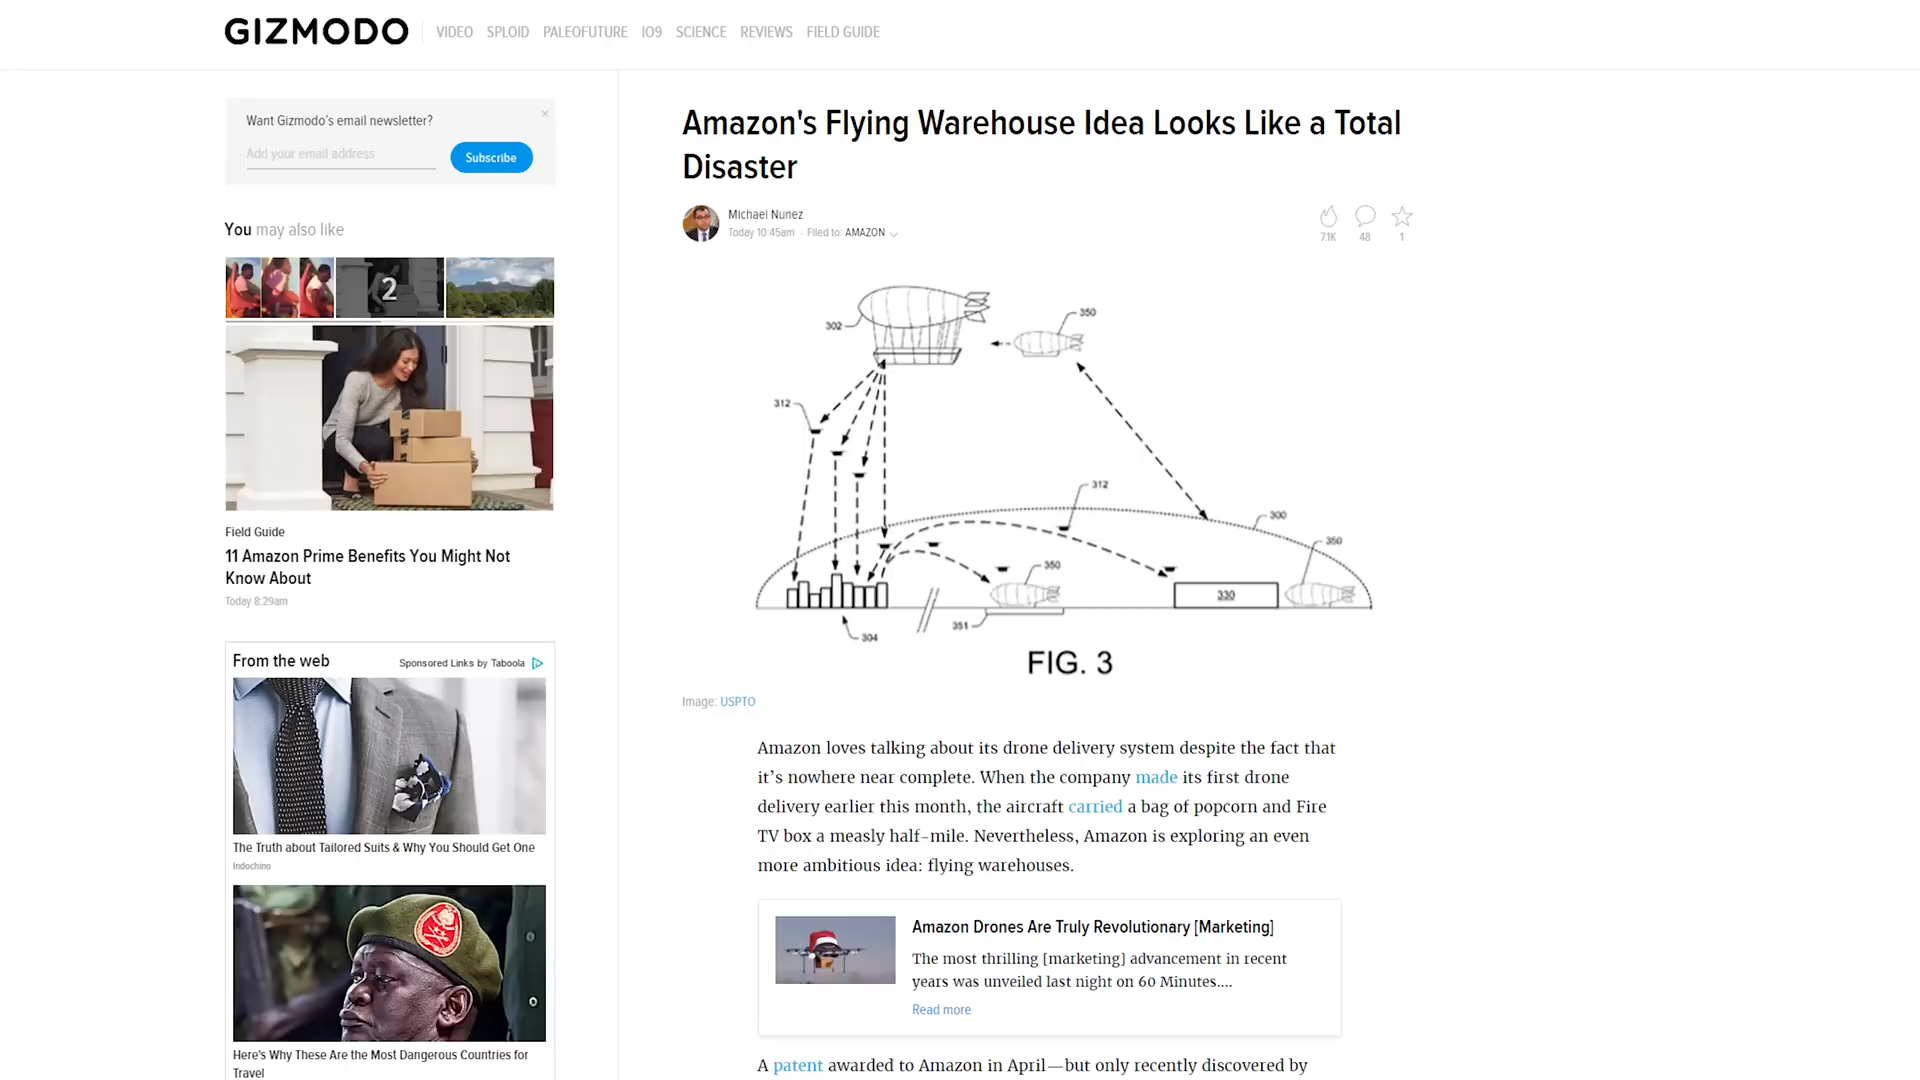 GIZMODO
VIDEO SPLOID PALEOFUTURE IO9 SCIENCE REVIEWS FIELD GUIDE
Want Gizmodo's email newsletter?
×
Add your email address
Subscribe
You may also like
2
Field Guide
11 Amazon Prime Benefits You Might Not
Know About
Today 8:29am
From the web
Sponsored Links by Taboola
The Truth about Tailored Suits & Why You Should Get One
Indochino
Here's Why These Are the Most Dangerous Countries for
Travel
Amazon's Flying Warehouse Idea Looks Like a Total
Disaster
Michael Nunez
Today 10:45am · Filed to: AMAZON
7.1K 48 1
302
350
312
312
300
350
350
330
351
304
FIG. 3
Image: USPTO
Amazon loves talking about its drone delivery system despite the fact that
it’s nowhere near complete. When the company made its first drone
delivery earlier this month, the aircraft carried a bag of popcorn and Fire
TV box a measly half-mile. Nevertheless, Amazon is exploring an even
more ambitious idea: flying warehouses.
Amazon Drones Are Truly Revolutionary [Marketing]
The most thrilling [marketing] advancement in recent
years was unveiled last night on 60 Minutes....
Read more
A patent awarded to Amazon in April—but only recently discovered by